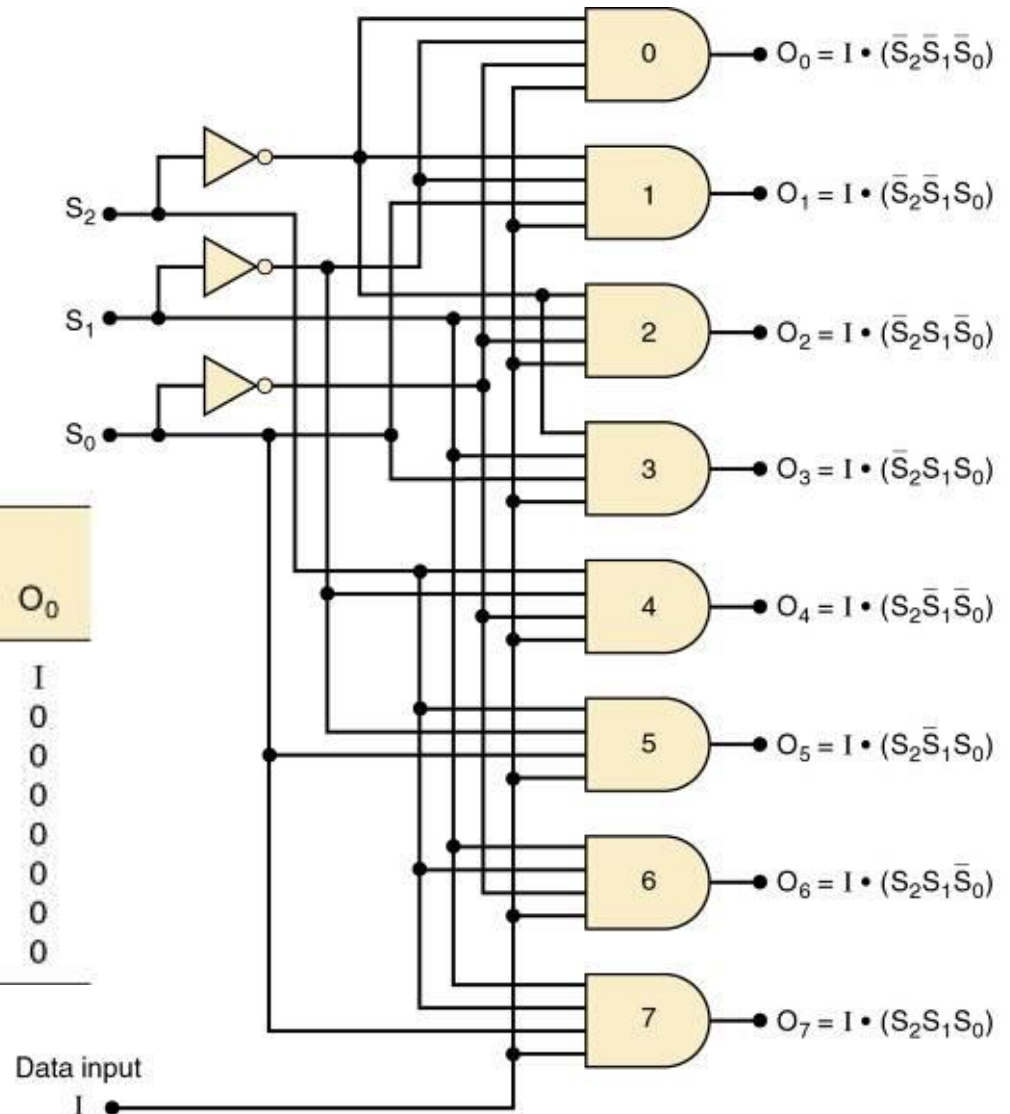 0
O₀ = I • (S̅₂S̅₁S̅₀)
1
O₁ = I • (S̅₂S̅₁S₀)
S₂
S₁
2
O₂ = I • (S̅₂S₁S̅₀)
S₀
3
O₃ = I • (S̅₂S₁S₀)
O₀
I
0
0
0
0
0
0
0
4
O₄ = I • (S₂S̅₁S̅₀)
5
O₅ = I • (S₂S̅₁S₀)
6
O₆ = I • (S₂S₁S̅₀)
7
O₇ = I • (S₂S₁S₀)
Data input
I